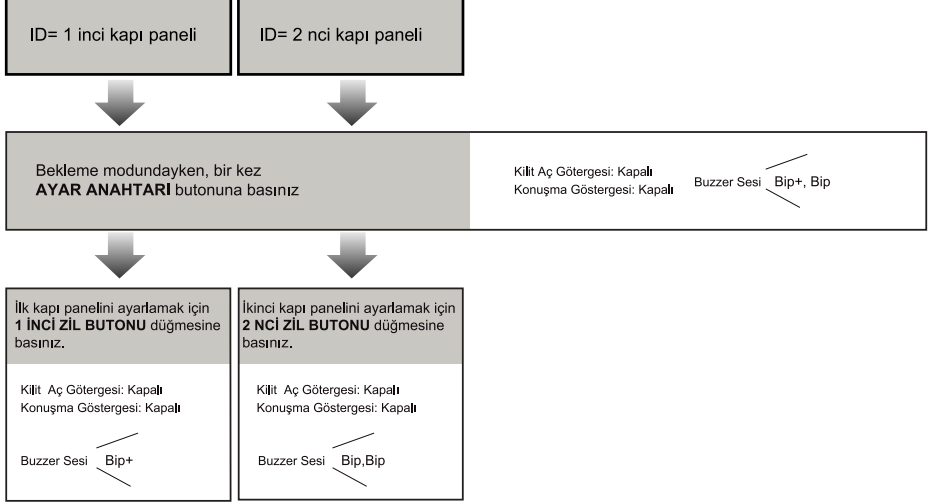 ID= 1 inci kapı paneli
ID= 2 nci kapı paneli
Bekleme modundayken, bir kez
AYAR ANAHTARI butonuna basınız
Kilit Aç Götergesi: Kapalı
Konuşma Göstergesi: Kapalı
Buzzer Sesi
Bip+, Bip
İlk kapı panelini ayarlamak için
1 İNCİ ZİL BUTONU düğmesine
basınız.
Kilit Aç Götergesi: Kapalı
Konuşma Göstergesi: Kapalı
Buzzer Sesi
Bip+
İkinci kapı panelini ayarlamak için
2 NCİ ZİL BUTONU düğmesine
basınız.
Kilit Aç Götergesi: Kapalı
Konuşma Göstergesi: Kapalı
Buzzer Sesi
Bip,Bip